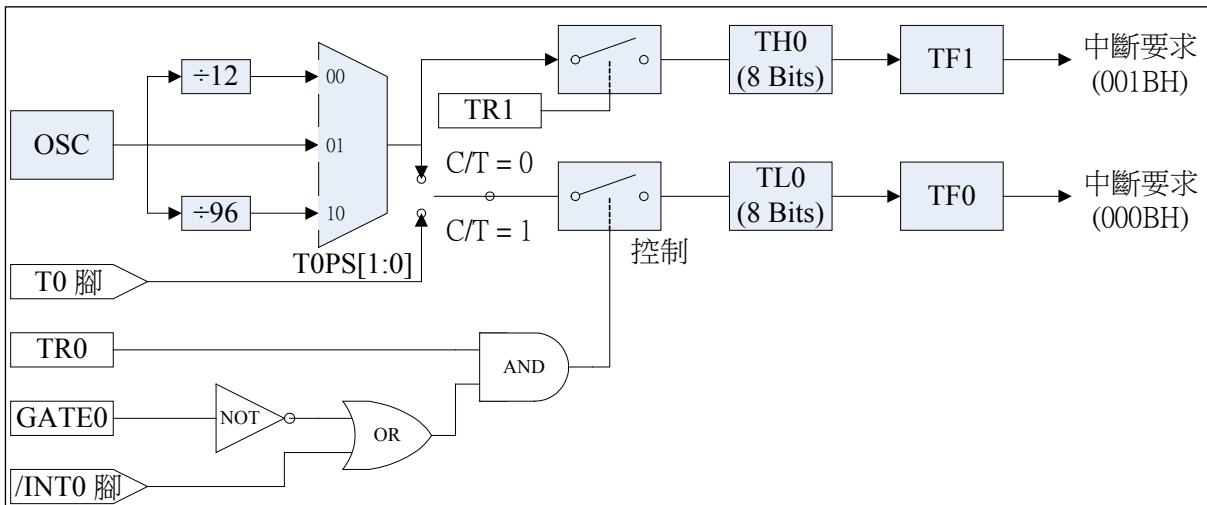 ÷12
00
TH0
(8 Bits)
TF1
中斷要求
(001BH)
TR1
OSC
01
C/T = 0
÷96
10
TL0
(8 Bits)
TF0
中斷要求
(000BH)
C/T = 1
控制
T0PS[1:0]
T0 腳
TR0
AND
GATE0
NOT
OR
/INT0 腳